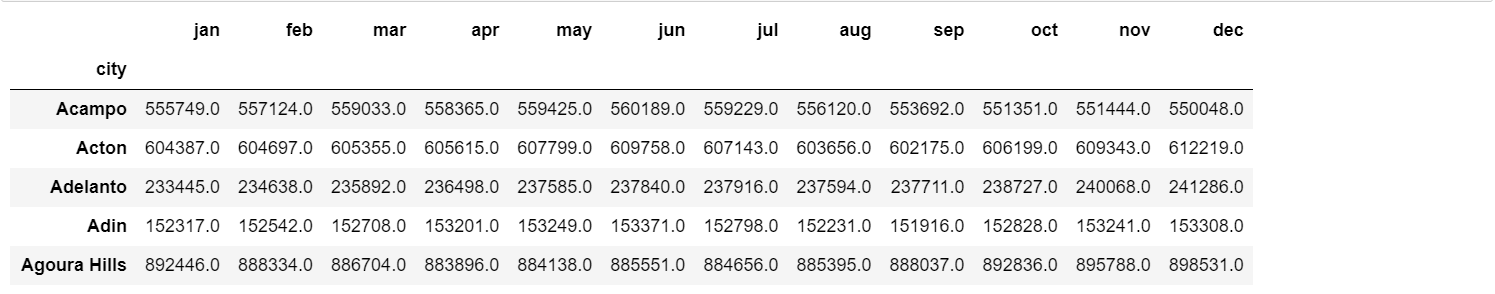 jan feb mar apr may jun jul aug sep oct nov dec
city
Acampo 555749.0 557124.0 559033.0 558365.0 559425.0 560189.0 559229.0 556120.0 553692.0 551351.0 551444.0 550048.0
Acton 604387.0 604697.0 605355.0 605615.0 607799.0 609758.0 607143.0 603656.0 602175.0 606199.0 609343.0 612219.0
Adelanto 233445.0 234638.0 235892.0 236498.0 237585.0 237840.0 237916.0 237594.0 237711.0 238727.0 240068.0 241286.0
Adin 152317.0 152542.0 152708.0 153201.0 153249.0 153371.0 152798.0 152231.0 151916.0 152828.0 153241.0 153308.0
Agoura Hills 892446.0 888334.0 886704.0 883896.0 884138.0 885551.0 884656.0 885395.0 888037.0 892836.0 895788.0 898531.0